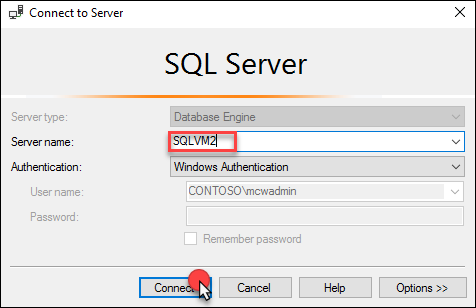 Connect to Server
SQL Server
Server type: Database Engine
Server name: SQLVM2
Authentication: Windows Authentication
User name: CONTOSO\mcwadmin
Password:
Remember password
Connect Cancel Help Options >>